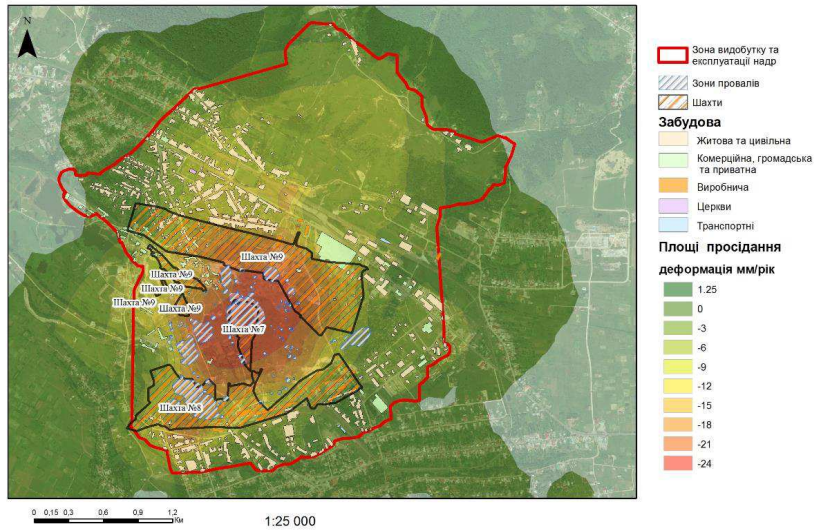 N
Шахта №9
Шахта №9
Шахта №9
Шахта №9
Шахта №9
Шахта №7
Шахта №8
0 0,15 0,3 0,6 0,9 1,2
Км
1:25 000
Зона видобутку та
експлуатації надр
Зони провалів
Шахти
Забудова
Житова та цивільна
Комерційна, громадська
та приватна
Виробнича
Церкви
Транспортні
Площі просідання
деформація мм/рік
1.25
0
-3
-6
-9
-12
-15
-18
-21
-24